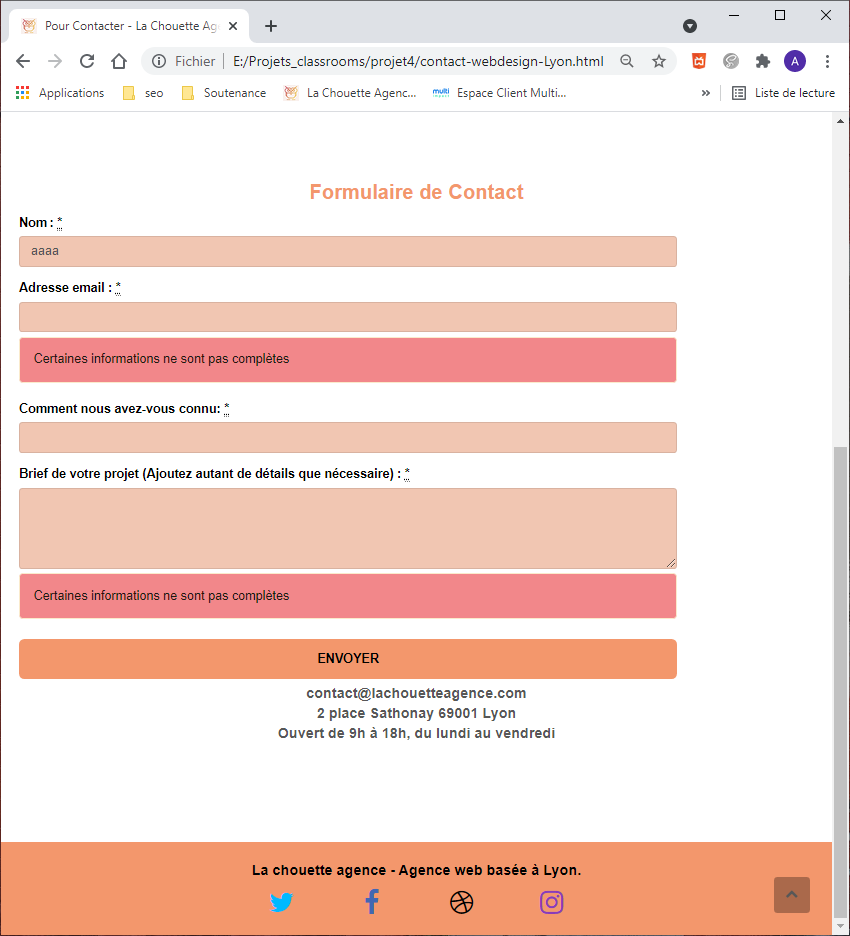 Pour Contacter - La Chouette Ag
Fichier | E:/Projets_classrooms/projet4/contact-webdesign-Lyon.html
A
Applications seo Soutenance La Chouette Agenc... multi Espace Client Multi... » Liste de lecture
Formulaire de Contact
Nom : *
aaaa
Adresse email : *
Certaines informations ne sont pas complètes
Comment nous avez-vous connu: *
Brief de votre projet (Ajoutez autant de détails que nécessaire) : *
Certaines informations ne sont pas complètes
ENVOYER
contact@lachouetteagence.com
2 place Sathonay 69001 Lyon
Ouvert de 9h à 18h, du lundi au vendredi
La chouette agence - Agence web basée à Lyon.